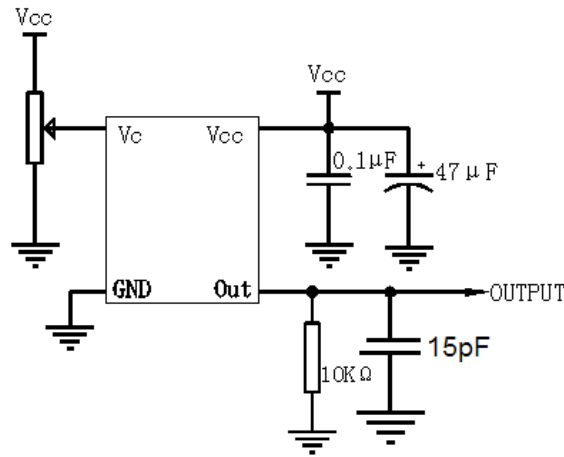 Vcc
Vcc
Vc
Vcc
0.1μF
+
47μF
GND
Out
OUTPUT
10KΩ
15pF